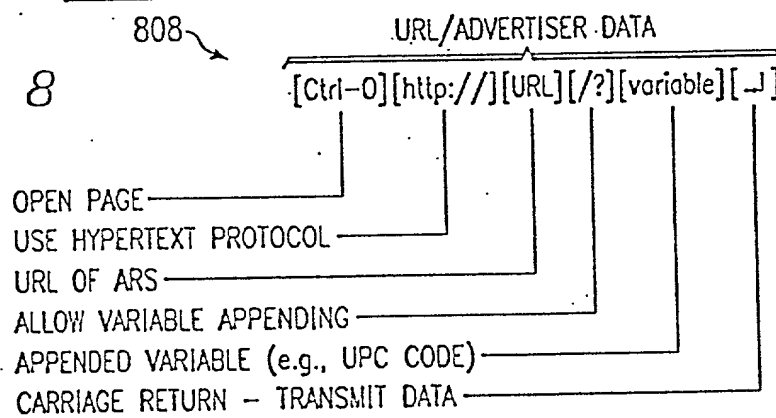 808
URL/ADVERTISER DATA
8
[Ctrl-O][http://][URL][/?][variable][↵]
OPEN PAGE
USE HYPERTEXT PROTOCOL
URL OF ARS
ALLOW VARIABLE APPENDING
APPENDED VARIABLE (e.g., UPC CODE)
CARRIAGE RETURN - TRANSMIT DATA